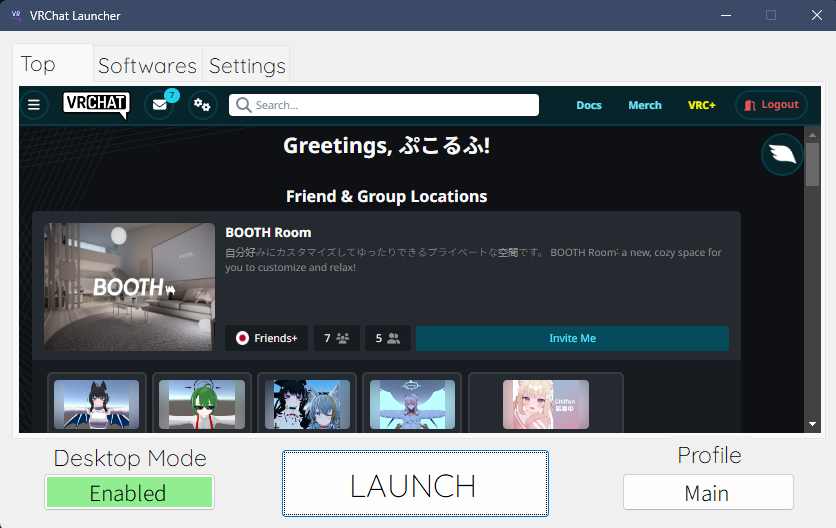 VRChat Launcher
Top Softwares Settings
VRCHAT 7 Search... Docs Merch VRC+ Logout
Greetings, ぷこるふ!
Friend & Group Locations
BOOTH
BOOTH Room
自分好みにカスタマイズしてゆったりできるプライベートな空間です。 BOOTH Room: a new, cozy space for
you to customize and relax!
Friends+ 7 5 Invite Me
Chiffon
試着中
Desktop Mode
Enabled
LAUNCH
Profile
Main